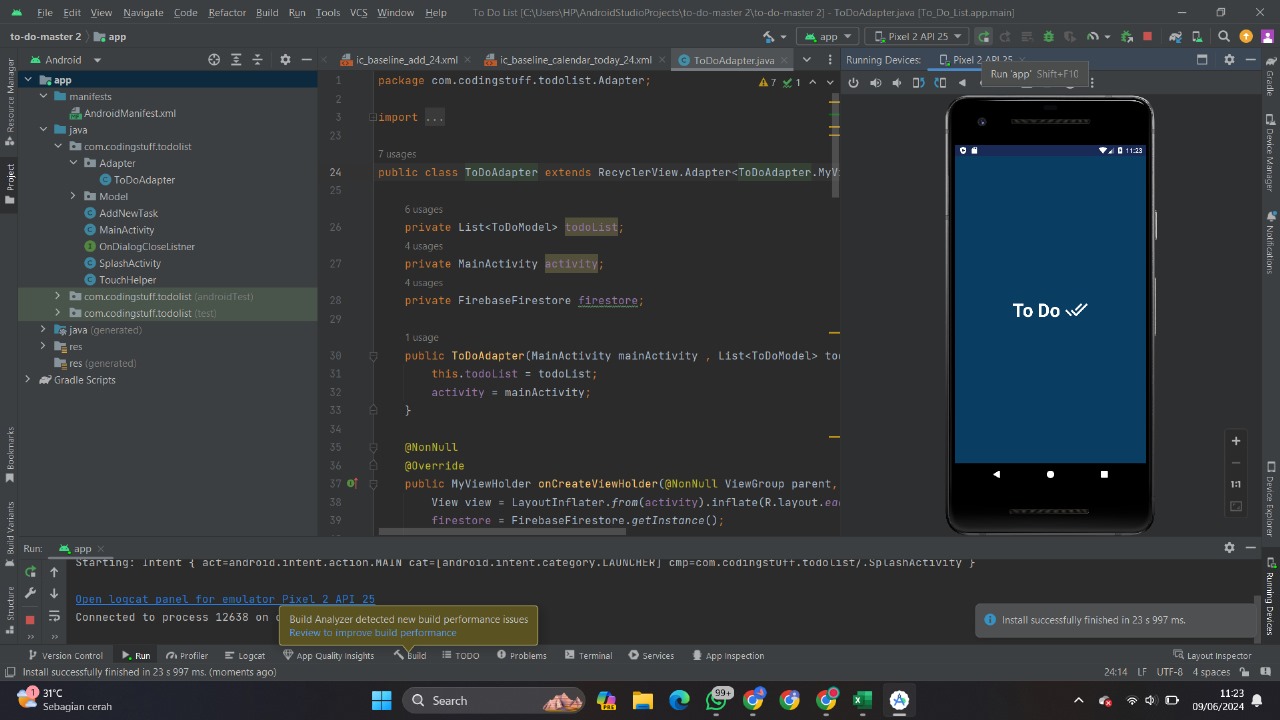 File Edit View Navigate Code Refactor Build Run Tools VCS Window Help To Do List [C:\Users\HP\AndroidStudioProjects\to-do-master 2\to-do-master 2] - ToDoAdapter.java [To_Do_List.app.main]
to-do-master 2 app
app Pixel 2 API 25
Android
ic_baseline_add_24.xml ic_baseline_calendar_today_24.xml ToDoAdapter.java
Running Devices: Pixel 2 API 25
Run 'app' Shift+F10
Resource Manager
Project
Bookmarks
Build Variants
Structure
app
manifests
AndroidManifest.xml
java
com.codingstuff.todolist
Adapter
ToDoAdapter
Model
AddNewTask
MainActivity
OnDialogCloseListner
SplashActivity
TouchHelper
com.codingstuff.todolist (androidTest)
com.codingstuff.todolist (test)
java (generated)
res
res (generated)
Gradle Scripts
7 1
1 package com.codingstuff.todolist.Adapter;
2
3 import ...
23
7 usages
24 public class ToDoAdapter extends RecyclerView.Adapter<ToDoAdapter.MyVi
25
6 usages
26 private List<ToDoModel> todoList;
4 usages
27 private MainActivity activity;
4 usages
28 private FirebaseFirestore firestore;
29
1 usage
30 public ToDoAdapter(MainActivity mainActivity , List<ToDoModel> to
31 this.todoList = todoList;
32 activity = mainActivity;
33 }
34
35 @NonNull
36 @Override
37 public MyViewHolder onCreateViewHolder(@NonNull ViewGroup parent,
38 View view = LayoutInflater.from(activity).inflate(R.layout.ea
39 firestore = FirebaseFirestore.getInstance();
11:23
To Do
1:1
Gradle
Device Manager
Notifications
Device Explorer
Running Devices
Run: app
Starting: Intent { act=android.intent.action.MAIN cat=[android.intent.category.LAUNCHER] cmp=com.codingstuff.todolist/.SplashActivity }
Open logcat panel for emulator Pixel 2 API 25
Connected to process 12638 on
Build Analyzer detected new build performance issues
Review to improve build performance
Install successfully finished in 23 s 997 ms.
Version Control Run Profiler Logcat App Quality Insights Build TODO Problems Terminal Services App Inspection Layout Inspector
Install successfully finished in 23 s 997 ms. (moments ago) 24:14 LF UTF-8 4 spaces
1
31°C
Sebagian cerah
Search
PRE
99+
11:23
09/06/2024